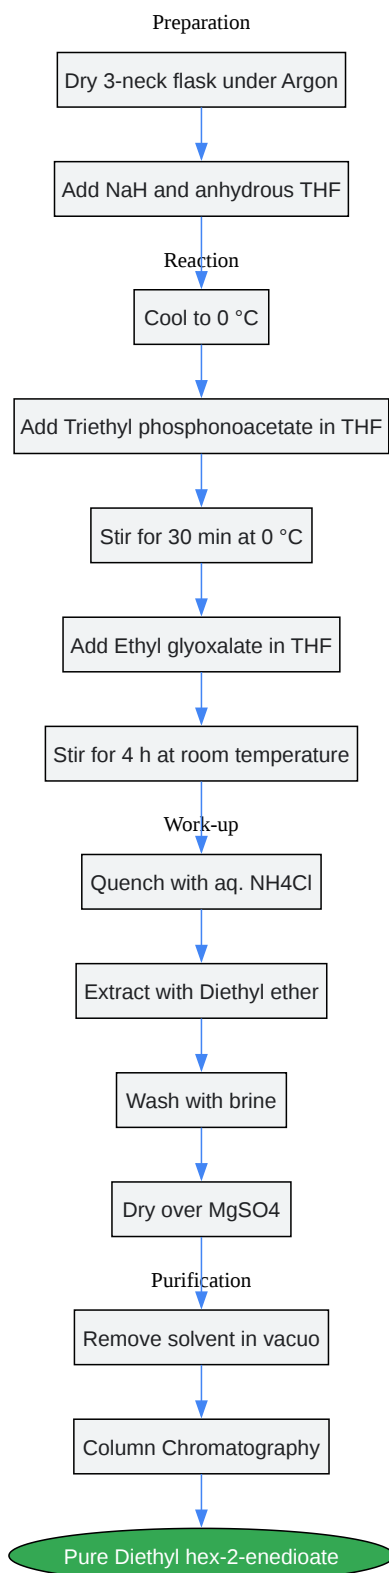 Preparation
Dry 3-neck flask under Argon
Add NaH and anhydrous THF
Reaction
Cool to 0 °C
Add Triethyl phosphonoacetate in THF
Stir for 30 min at 0 °C
Add Ethyl glyoxalate in THF
Stir for 4 h at room temperature
Work-up
Quench with aq. NH4Cl
Extract with Diethyl ether
Wash with brine
Dry over MgSO4
Purification
Remove solvent in vacuo
Column Chromatography
Pure Diethyl hex-2-enedioate